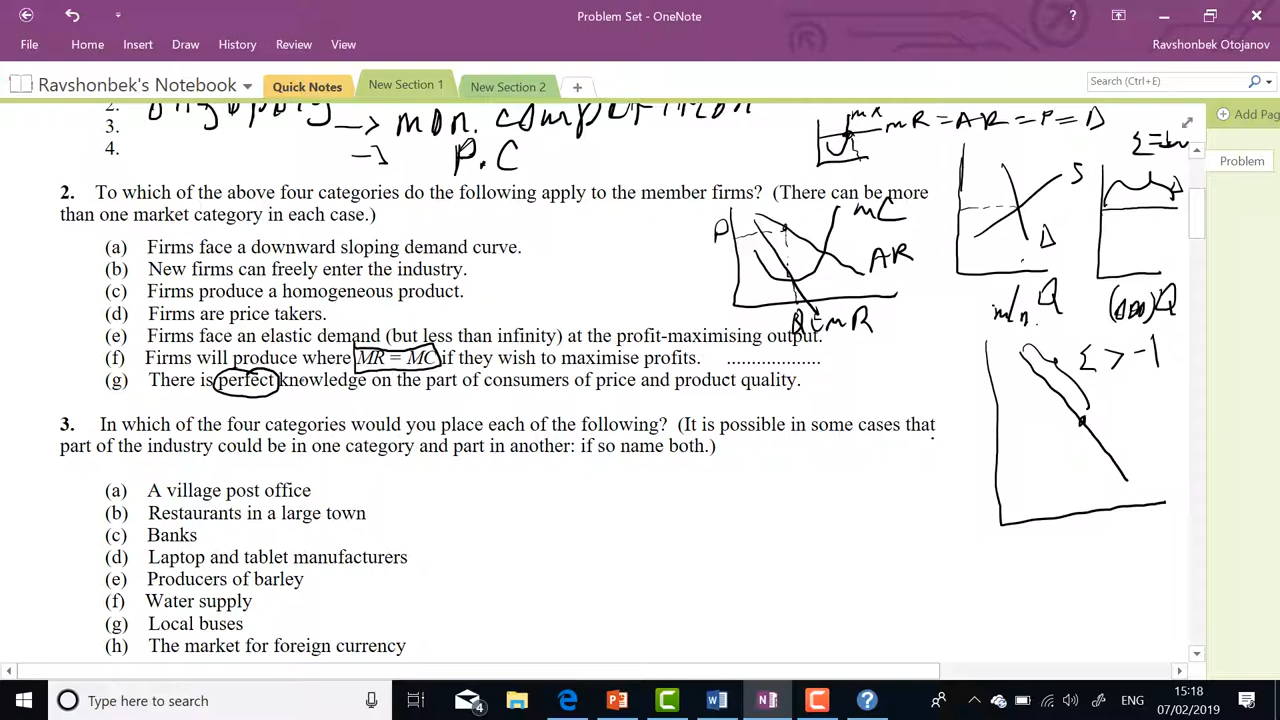 Problem Set - OneNote
?
File Home Insert Draw History Review View
Ravshonbek Otojanov
Ravshonbek's Notebook
Quick Notes
New Section 1
New Section 2
+
Search (Ctrl+E)
Add Pag
Problem
2. oligopoly
3. → mon. competition
4. → P.C
MR
MR = AR = P = D
2. To which of the above four categories do the following apply to the member firms? (There can be more
than one market category in each case.)
(a) Firms face a downward sloping demand curve.
(b) New firms can freely enter the industry.
(c) Firms produce a homogeneous product.
(d) Firms are price takers.
(e) Firms face an elastic demand (but less than infinity) at the profit-maximising output.
(f) Firms will produce where MR = MC if they wish to maximise profits. ....................
(g) There is perfect knowledge on the part of consumers of price and product quality.
P
MC
AR
Q
MR
S
D
Q
D
Q
Σ > -1
3. In which of the four categories would you place each of the following? (It is possible in some cases that
part of the industry could be in one category and part in another: if so name both.)
(a) A village post office
(b) Restaurants in a large town
(c) Banks
(d) Laptop and tablet manufacturers
(e) Producers of barley
(f) Water supply
(g) Local buses
(h) The market for foreign currency
Type here to search
4
ENG
15:18
07/02/2019